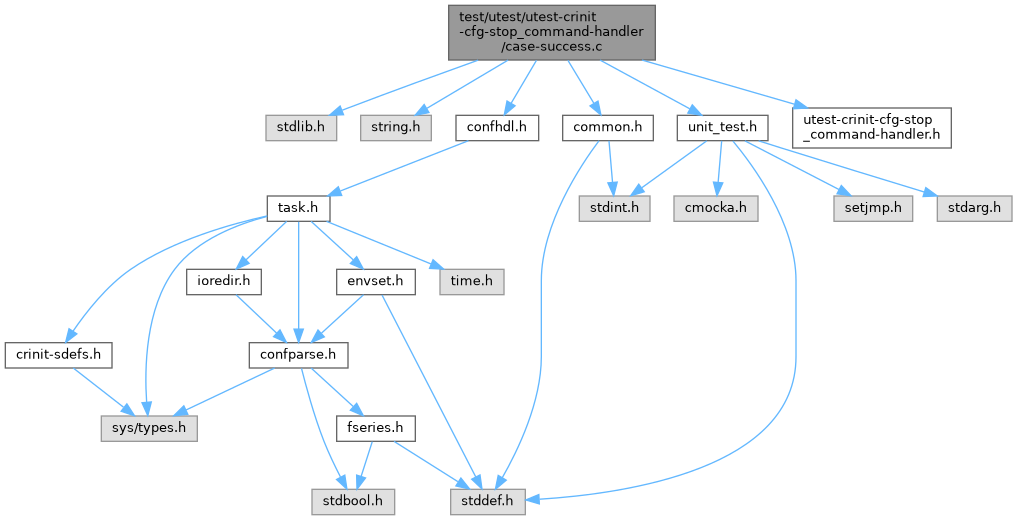 test/utest/utest-crinit
-cfg-stop_command-handler
/case-success.c
stdlib.h
string.h
confhdl.h
common.h
unit_test.h
utest-crinit-cfg-stop
_command-handler.h
task.h
stdint.h
cmocka.h
setjmp.h
stdarg.h
ioredir.h
envset.h
time.h
crinit-sdefs.h
confparse.h
sys/types.h
fseries.h
stdbool.h
stddef.h